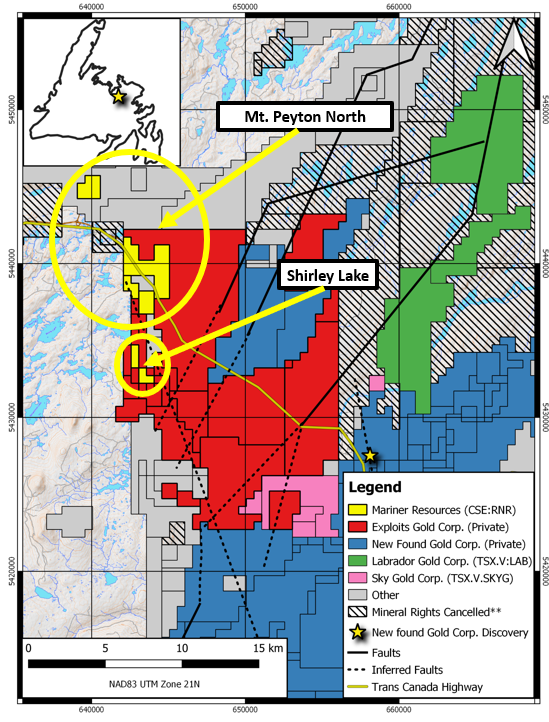 640000 650000 660000
5450000
5450000
Mt. Peyton North
5440000
5440000
Shirley Lake
5430000
5430000
Legend
Mariner Resources (CSE:RNR)
Exploits Gold Corp. (Private)
New Found Gold Corp. (Private)
Labrador Gold Corp. (TSX.V:LAB)
Sky Gold Corp. (TSX.V.SKYG)
Other
Mineral Rights Cancelled**
New found Gold Corp. Discovery
Faults
Inferred Faults
Trans Canada Highway
5420000
5420000
0 5 10 15 km
NAD83 UTM Zone 21N
640000 650000 660000